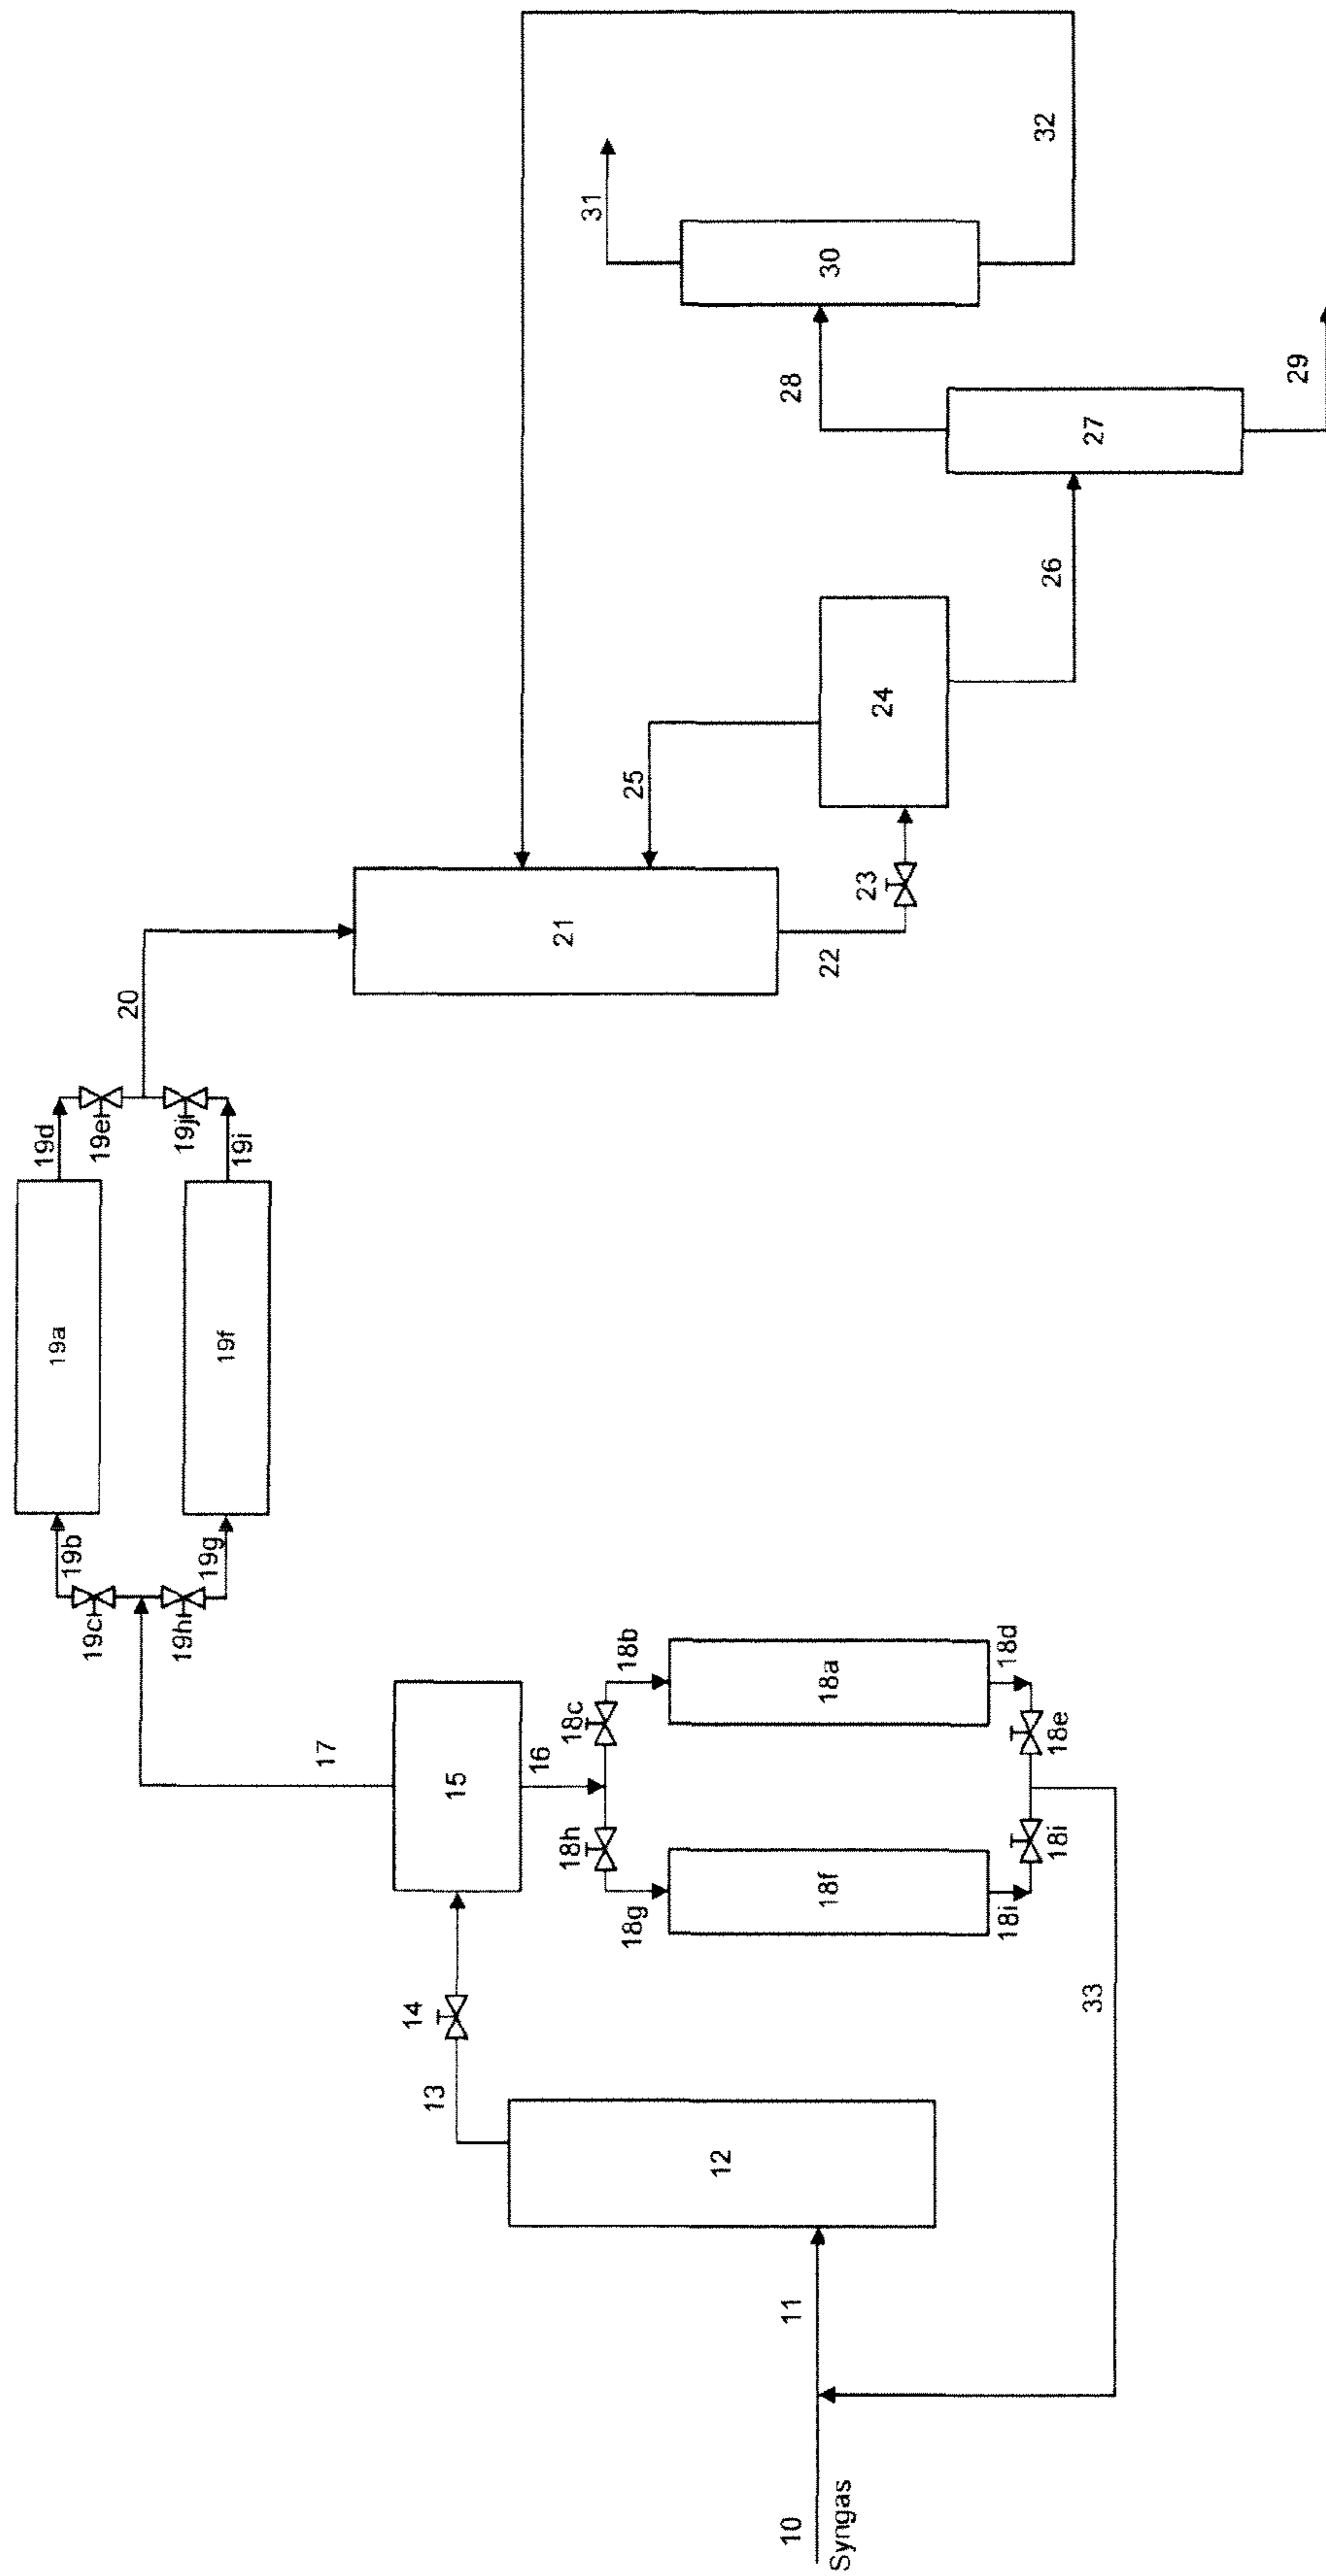 10
Syngas
11
12
13
14
15
16
17
18g
18h
18c
18b
18f
18a
18i
18i
18e
18d
33
19c
19b
19h
19g
19a
19f
19d
19e
19j
19i
20
21
22
23
24
25
26
27
28
29
30
31
32